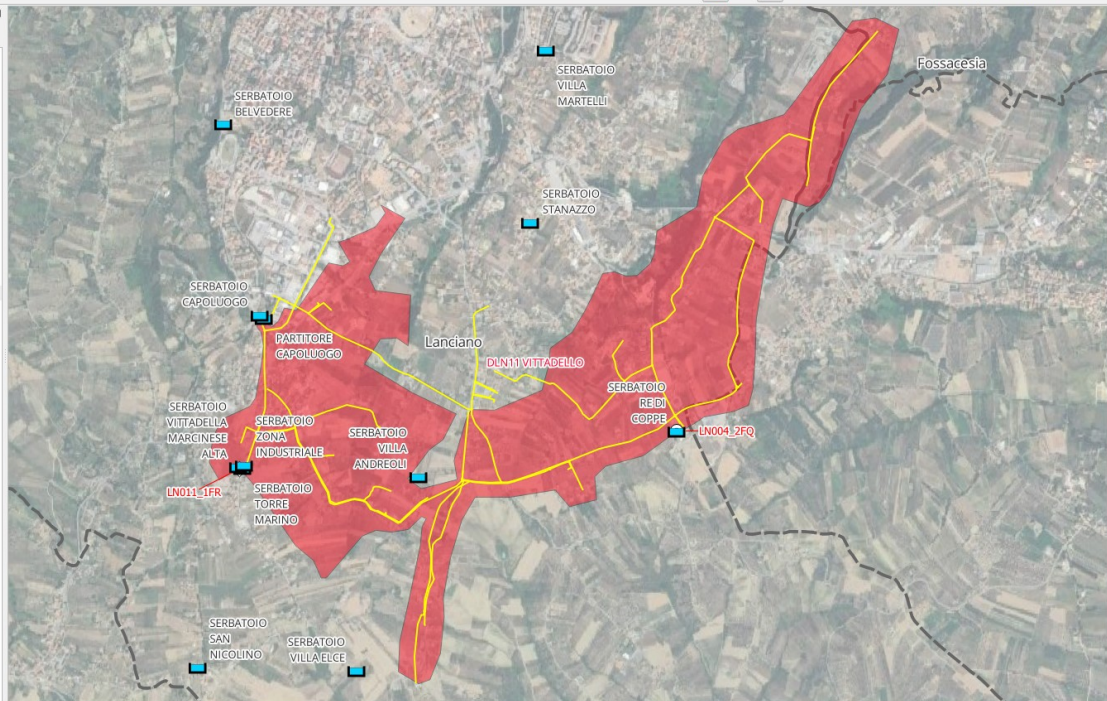 Fossacesia
SERBATOIO
VILLA
MARTELLI
SERBATOIO
BELVEDERE
SERBATOIO
STANAZZO
SERBATOIO
CAPOLUOGO
PARTITORE
CAPOLUOGO
Lanciano
DLN11 VITTADELLO
SERBATOIO
RE DI
COPPE
LN004_2FQ
SERBATOIO
VITTADELLA
MARCINESE
ALTA
SERBATOIO
ZONA
INDUSTRIALE
SERBATOIO
VILLA
ANDREOLI
LN011_1FR
SERBATOIO
TORRE
MARINO
SERBATOIO
SAN
NICOLINO
SERBATOIO
VILLA ELCE